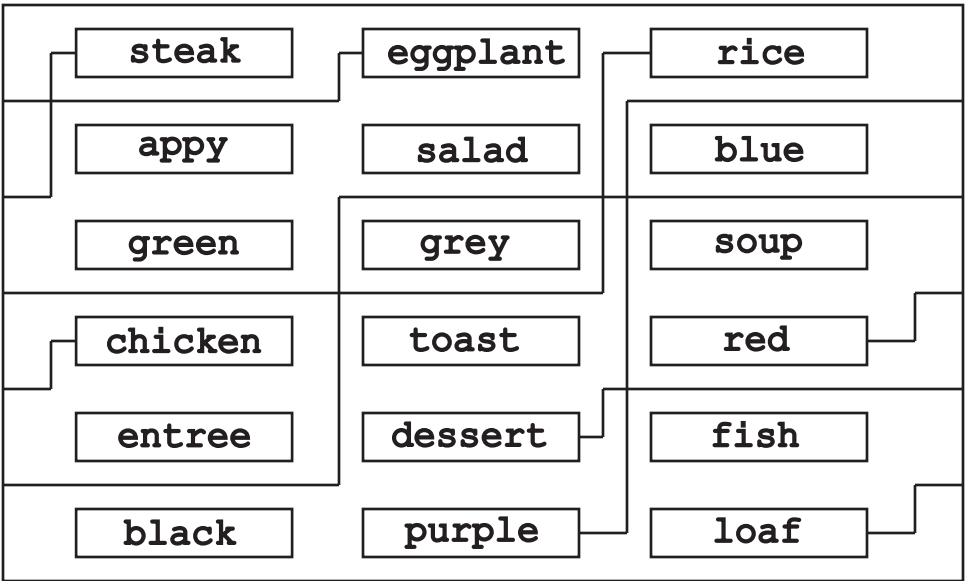 steak eggplant rice
appy salad blue
green grey soup
chicken toast red
entree dessert fish
black purple loaf